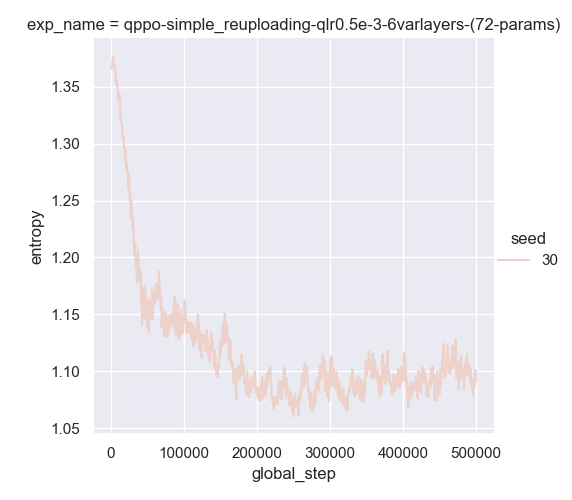 exp_name = qppo-simple_reuploading-qlr0.5e-3-6varlayers-(72-params)
1.35
1.30
1.25
1.20
1.15
1.10
1.05
entropy
seed
30
0 100000 200000 300000 400000 500000
global_step